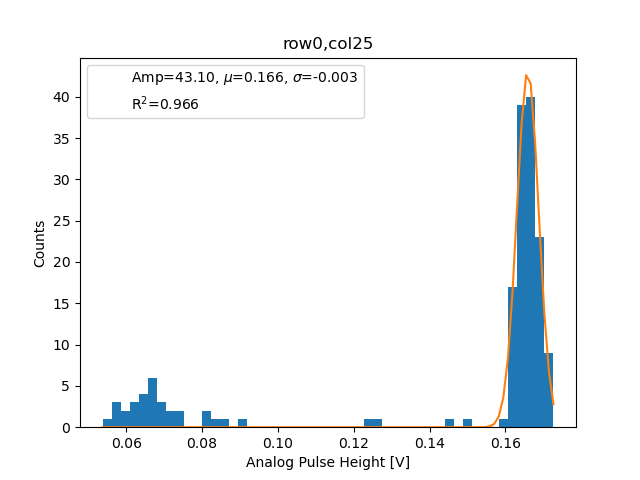 row0,col25
Amp=43.10, μ=0.166, σ=-0.003
R²=0.966
Counts
40
35
30
25
20
15
10
5
0
0.06 0.08 0.10 0.12 0.14 0.16
Analog Pulse Height [V]